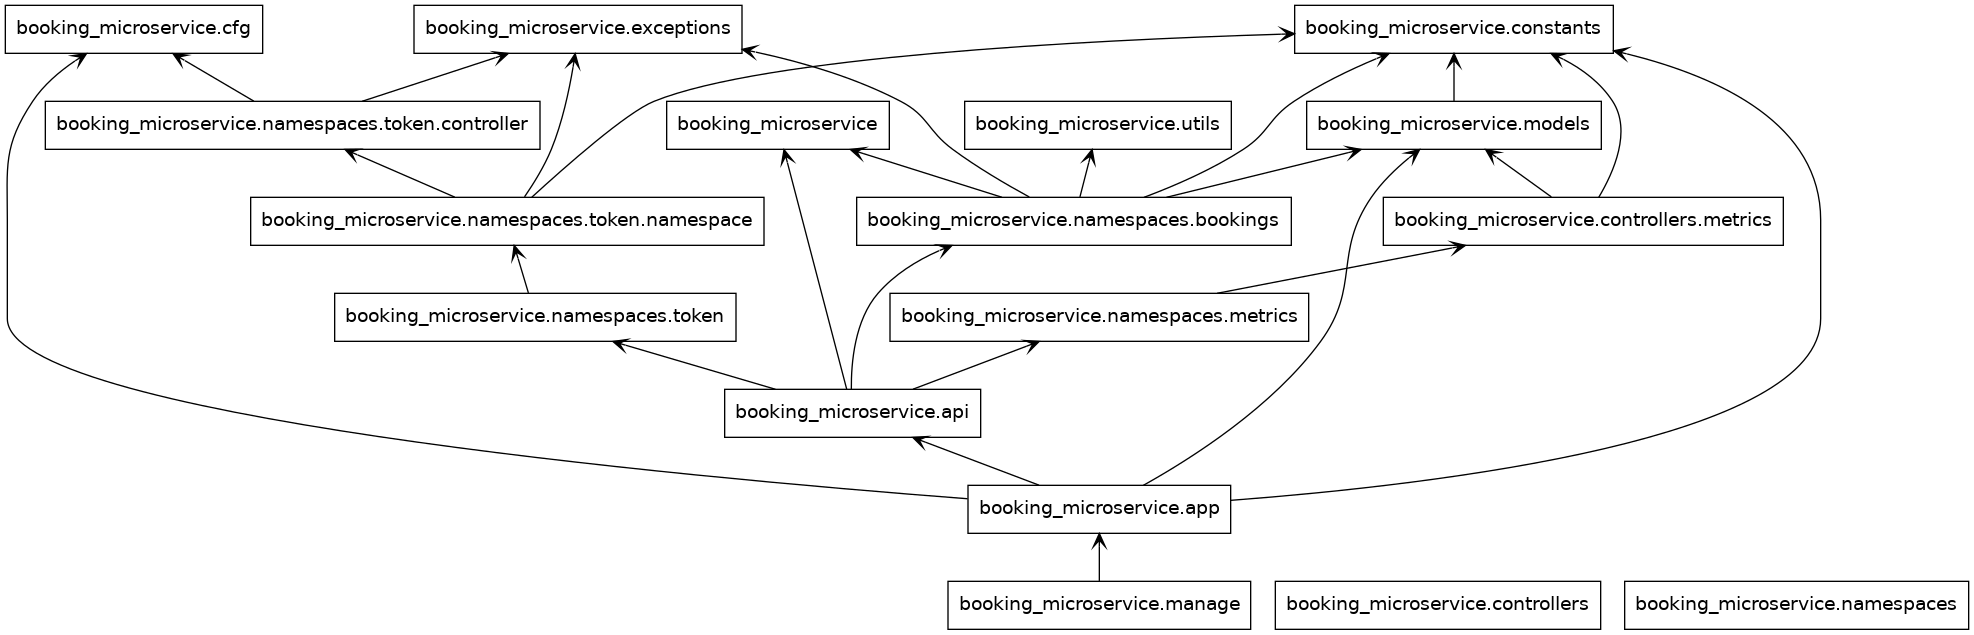 booking_microservice.cfg
booking_microservice.exceptions
booking_microservice.constants
booking_microservice.namespaces.token.controller
booking_microservice
booking_microservice.utils
booking_microservice.models
booking_microservice.namespaces.token.namespace
booking_microservice.namespaces.bookings
booking_microservice.controllers.metrics
booking_microservice.namespaces.token
booking_microservice.namespaces.metrics
booking_microservice.api
booking_microservice.app
booking_microservice.manage
booking_microservice.controllers
booking_microservice.namespaces